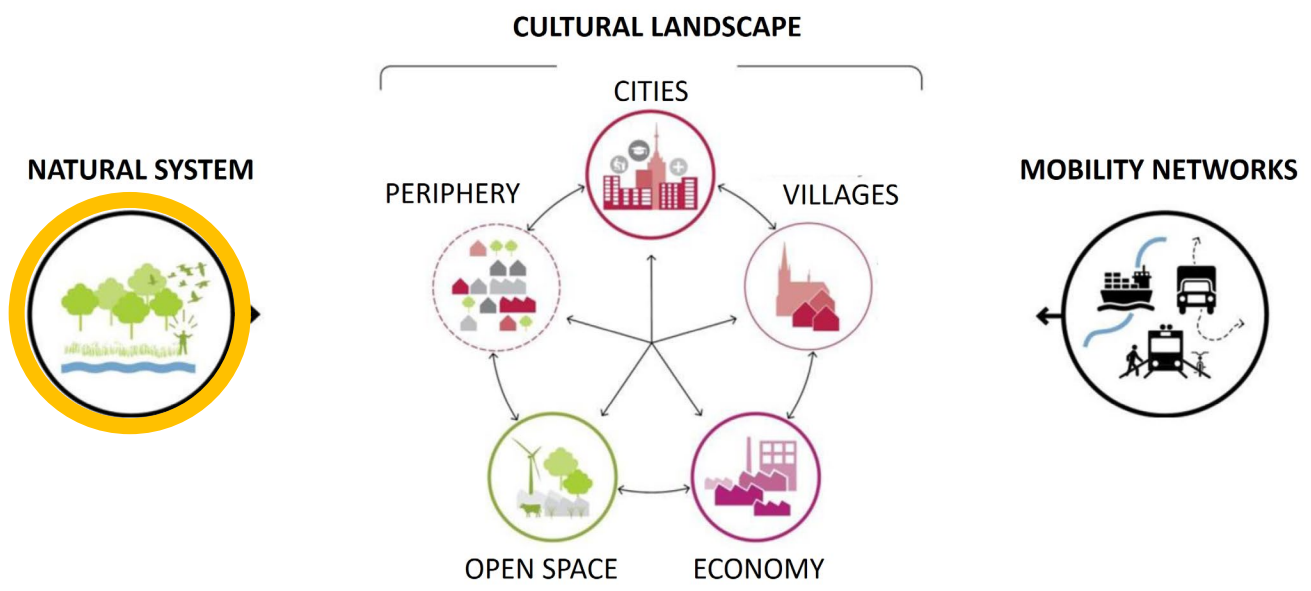 CULTURAL LANDSCAPE
CITIES
NATURAL SYSTEM
MOBILITY NETWORKS
PERIPHERY
VILLAGES
OPEN SPACE
ECONOMY